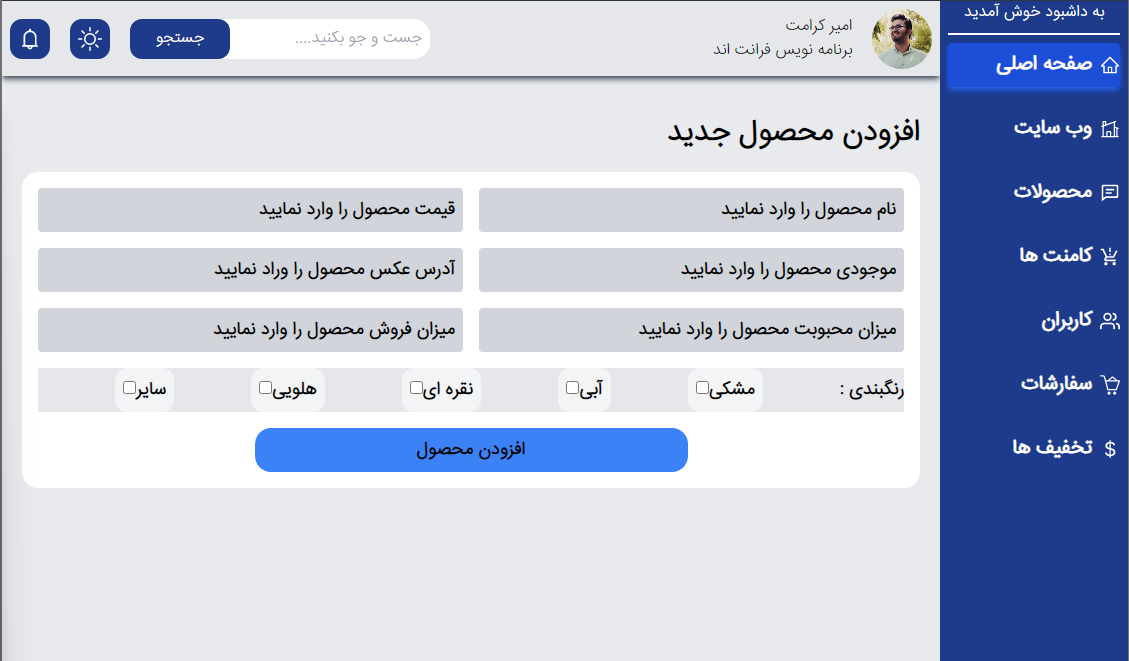 به داشبود خوش آمدید
صفحه اصلی
وب سایت
محصولات
کامنت ها
کاربران
سفارشات
تخفیف ها
امیر کرامت
برنامه نویس فرانت اند
جست و جو بکنید....
جستجو
افزودن محصول جدید
نام محصول را وارد نمایید
قیمت محصول را وارد نمایید
موجودی محصول را وارد نمایید
آدرس عکس محصول را وراد نمایید
میزان محبوبت محصول را وارد نمایید
میزان فروش محصول را وارد نمایید
رنگبندی : مشکی آبی نقره ای هلویی سایر
افزودن محصول